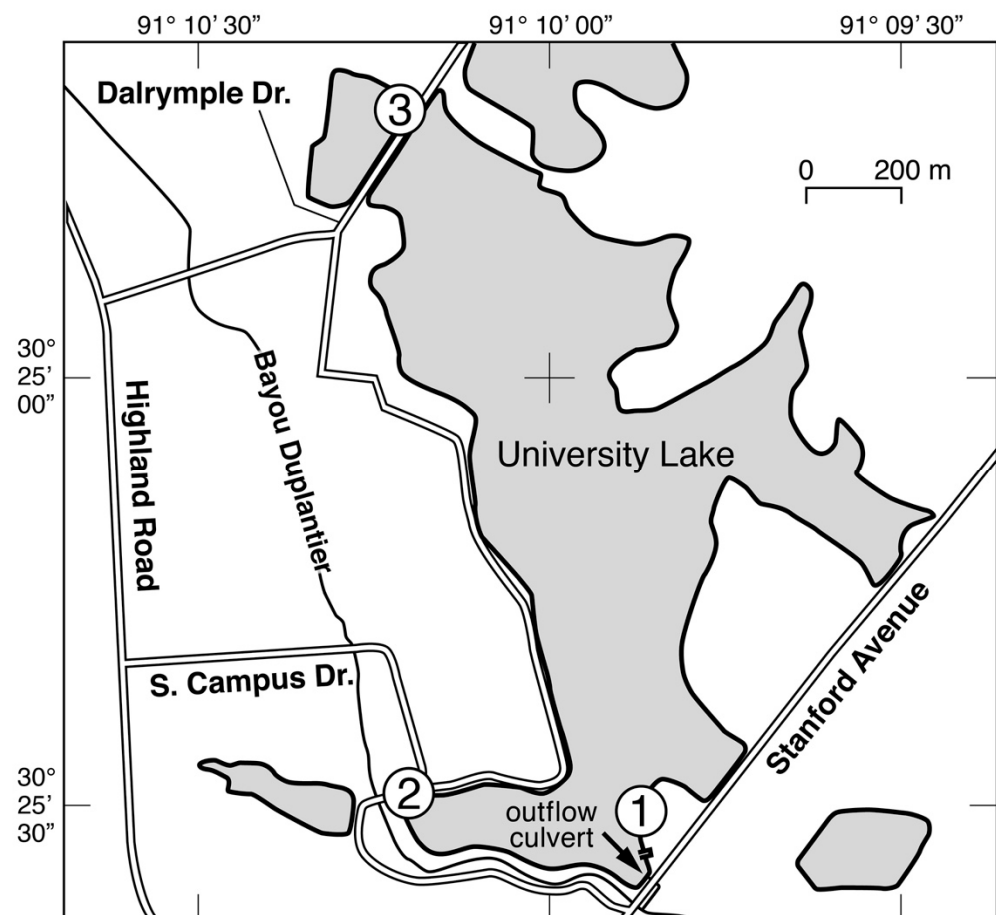 91° 10’ 30”
91° 10’ 00”
91° 09’ 30”
Dalrymple Dr.
3
0
200 m
30°
25’
00”
Highland Road
Bayou Duplantier
University Lake
S. Campus Dr.
Stanford Avenue
30°
25’
30”
2
outflow
culvert
1